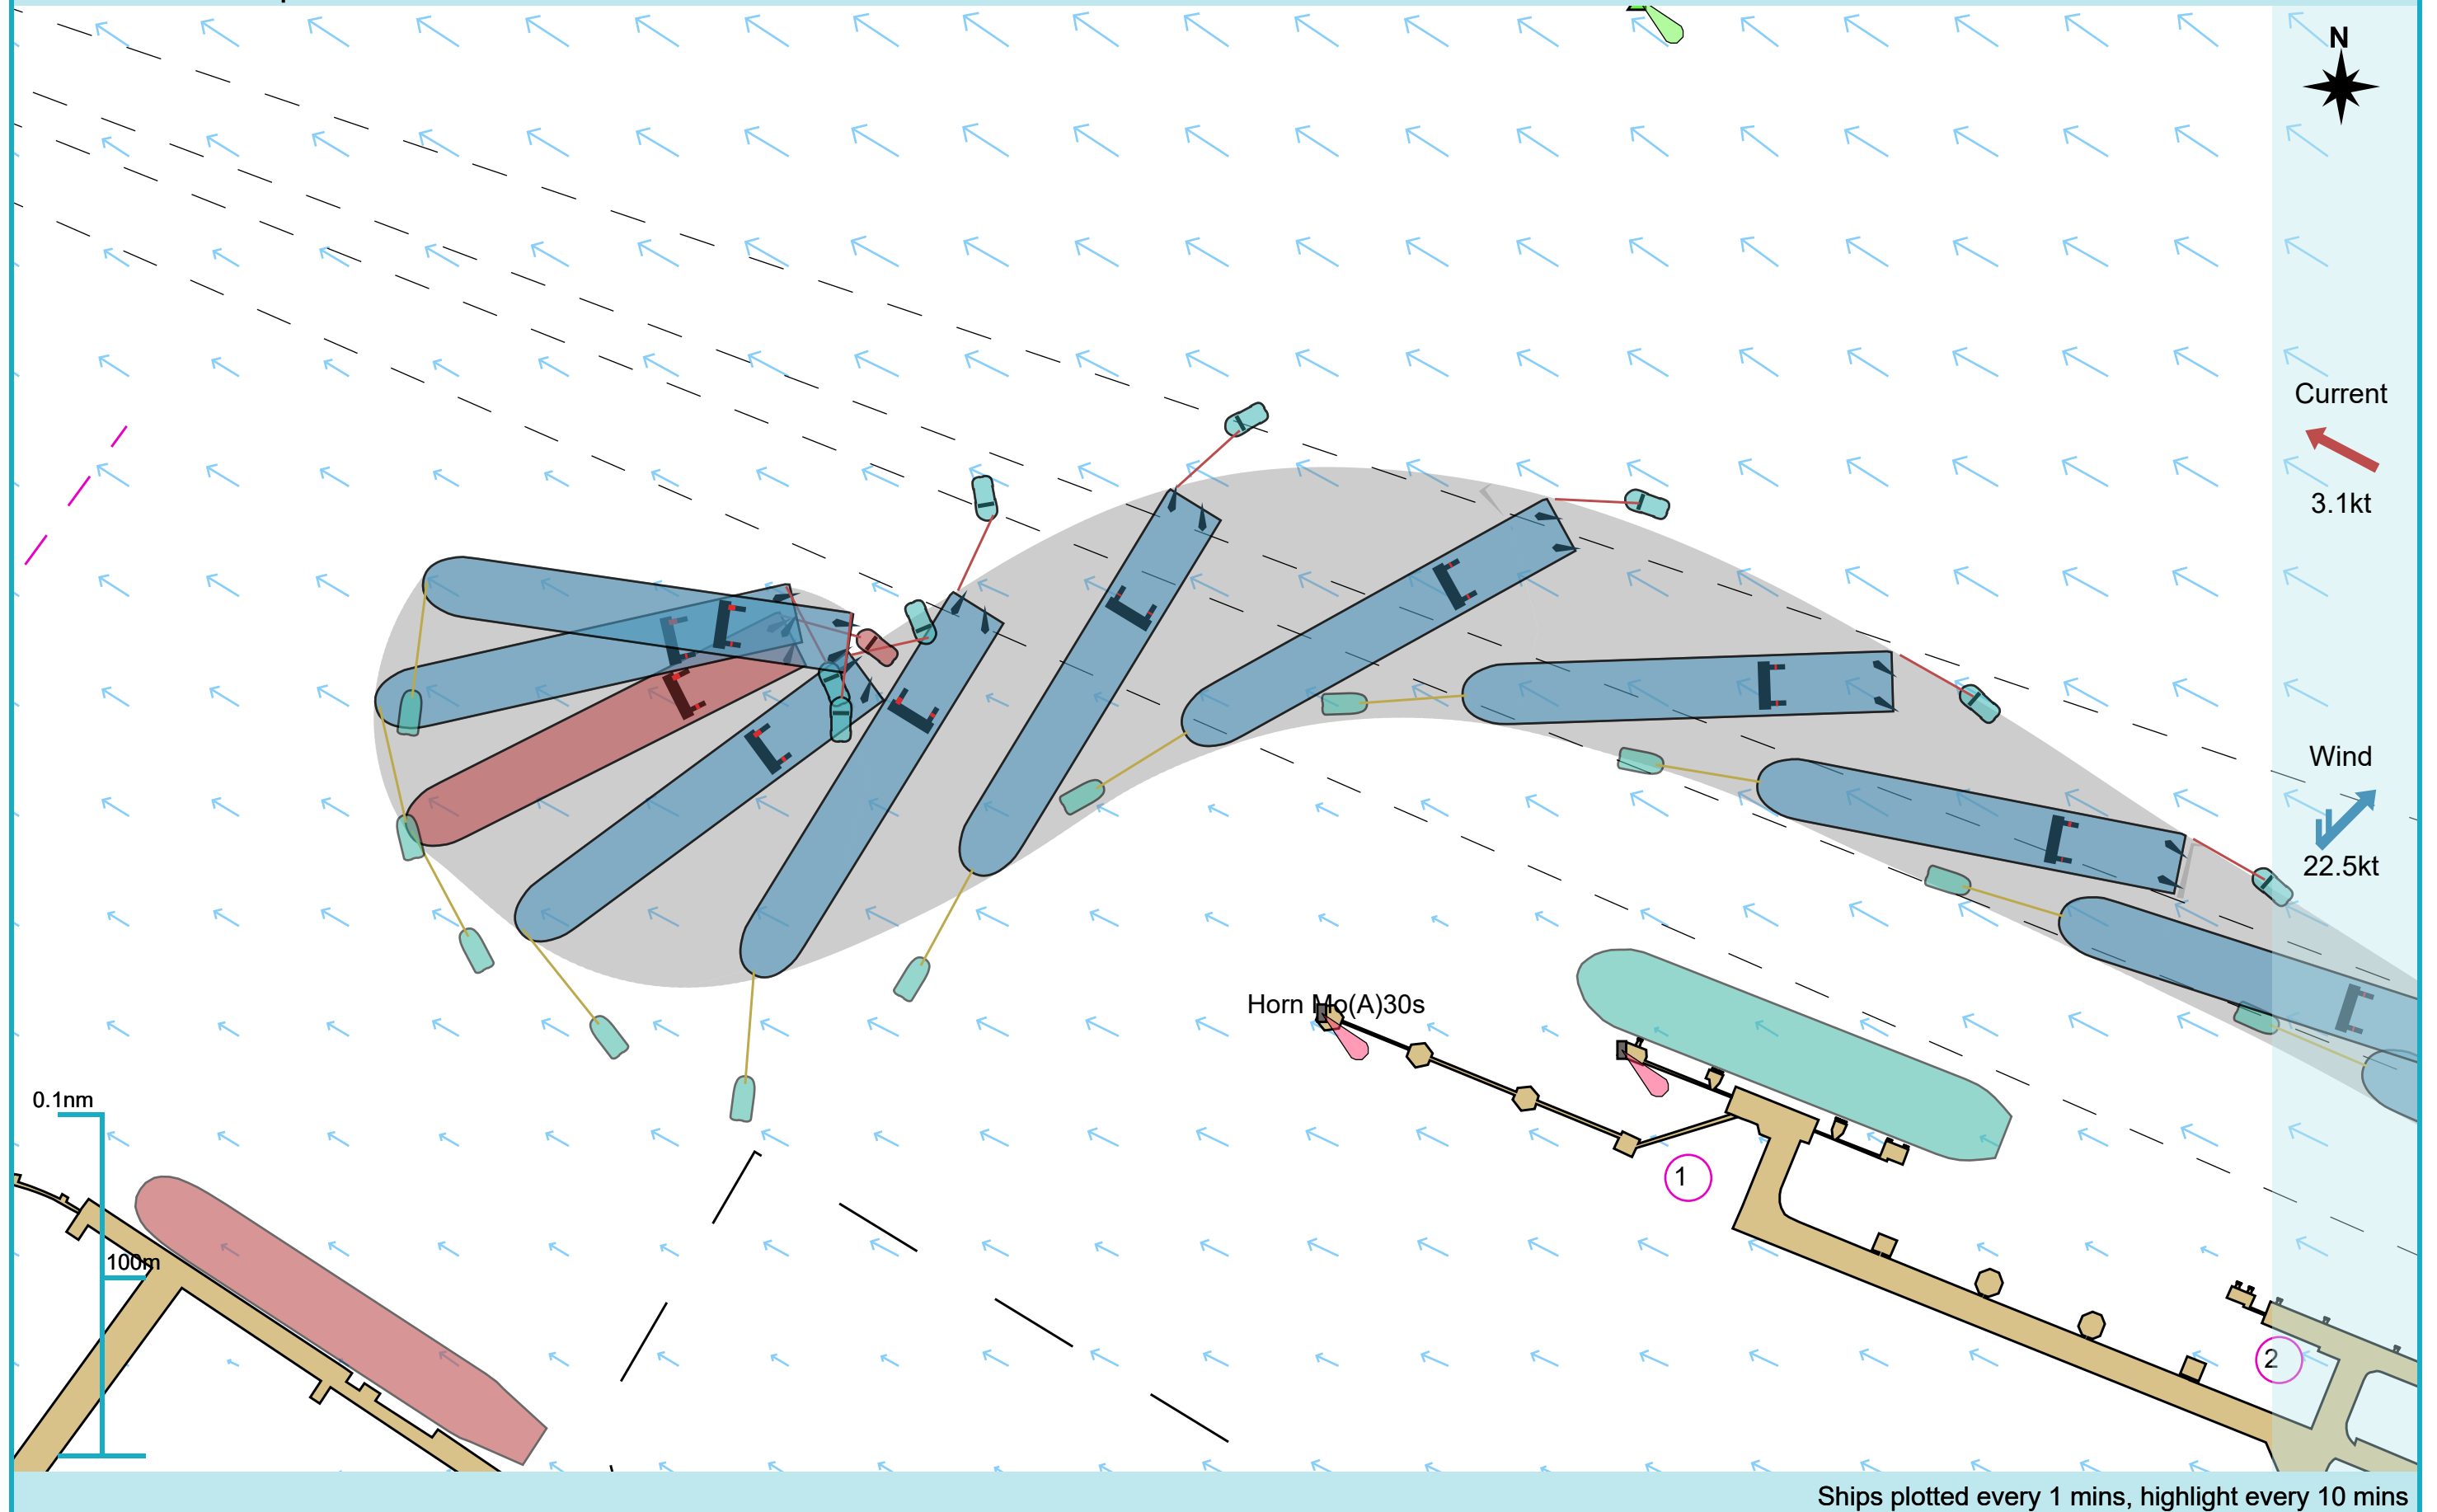 N
Current
3.1kt
Wind
22.5kt
Horn Mo(A)30s
0.1nm
1
100m
2
Ships plotted every 1 mins, highlight every 10 mins